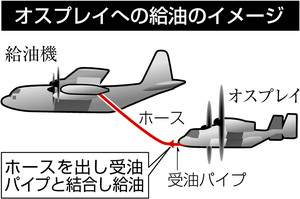 オスプレイへの給油のイメージ
給油機
ホース
オスプレイ
ホースを出し受油
パイプと結合し給油
受油パイプ